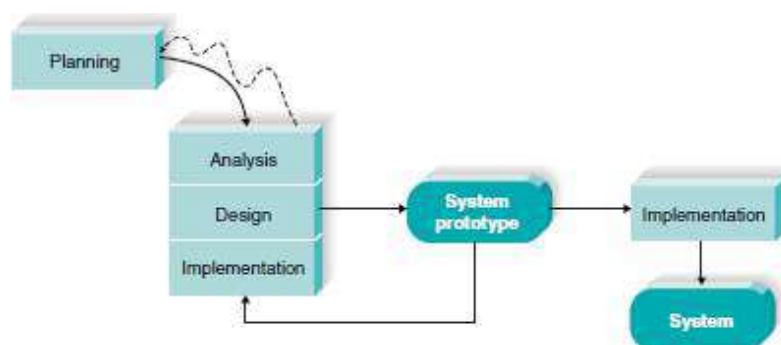 Planning
Analysis
Design
Implementation
System
prototype
Implementation
System